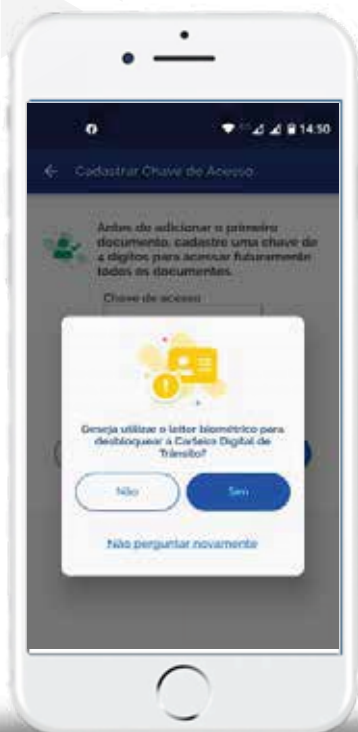 14:50
Cadastrar Chave de Acesso
Antes de adicionar o primeiro
documento, cadastre uma chave de
4 dígitos para acessar futuramente
todos os documentos.
Chave de acesso
Deseja utilizar o leitor biométrico para
desbloquear a Carteira Digital de
Trânsito?
Não
Sim
Não perguntar novamente